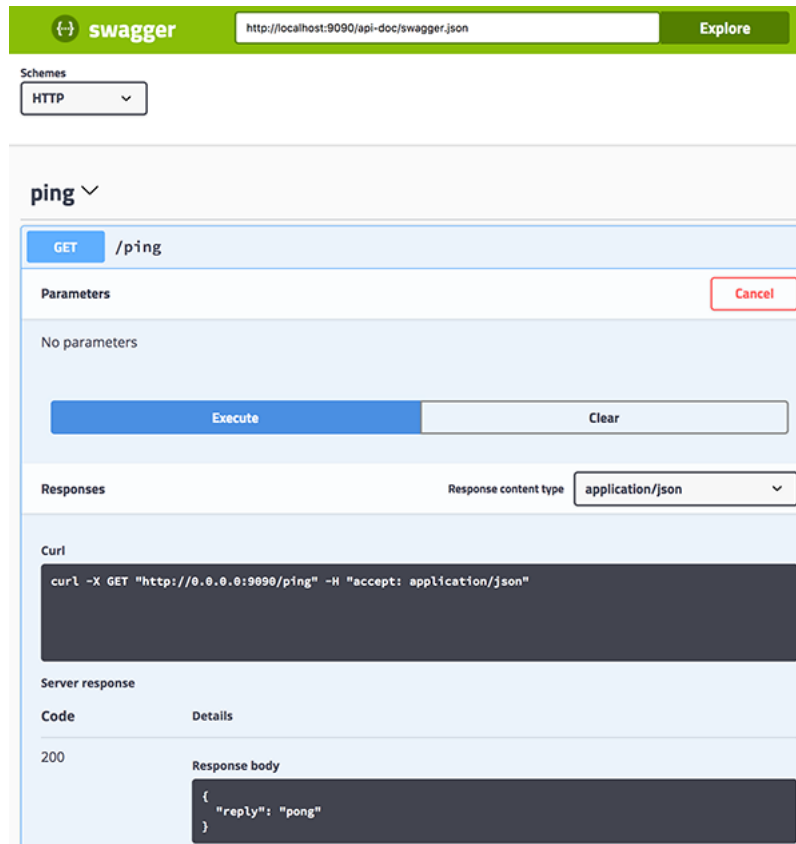 swagger http://localhost:9090/api-doc/swagger.json Explore
Schemes
HTTP
ping
GET /ping
Parameters Cancel
No parameters
Execute Clear
Responses Response content type application/json
Curl
curl -X GET "http://0.0.0.0:9090/ping" -H "accept: application/json"
Server response
Code Details
200
Response body
{
"reply": "pong"
}